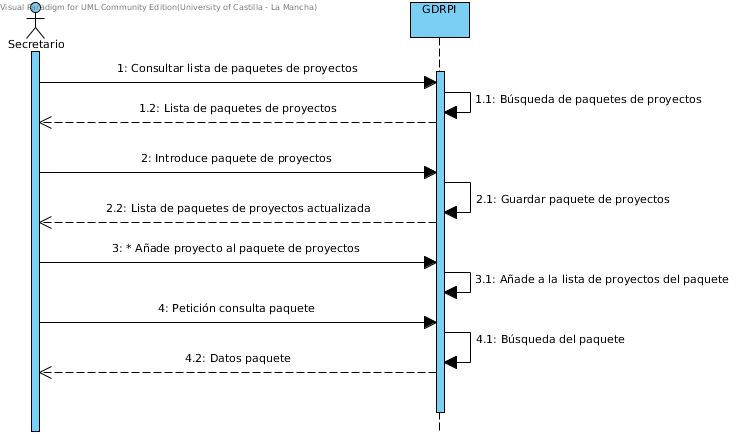 Visual Paradigm for UML Community Edition(University of Castilla - La Mancha)
GDRPI
Secretario
1: Consultar lista de paquetes de proyectos
1.1: Búsqueda de paquetes de proyectos
1.2: Lista de paquetes de proyectos
2: Introduce paquete de proyectos
2.1: Guardar paquete de proyectos
2.2: Lista de paquetes de proyectos actualizada
3: * Añade proyecto al paquete de proyectos
3.1: Añade a la lista de proyectos del paquete
4: Petición consulta paquete
4.1: Búsqueda del paquete
4.2: Datos paquete